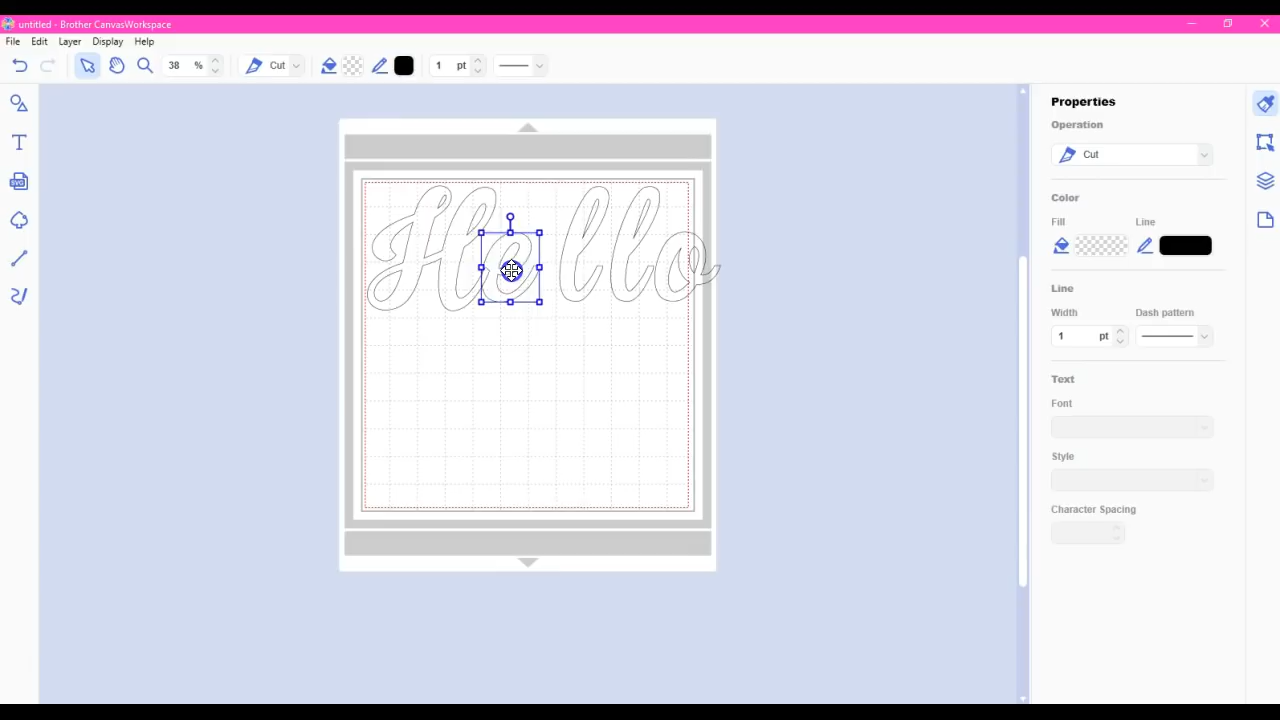 untitled - Brother CanvasWorkspace
File Edit Layer Display Help
38 % Cut 1 pt
Properties
Operation
Cut
Color
Fill Line
Line
Width Dash pattern
1 pt
Text
Font
Style
Character Spacing
SVG
Hello